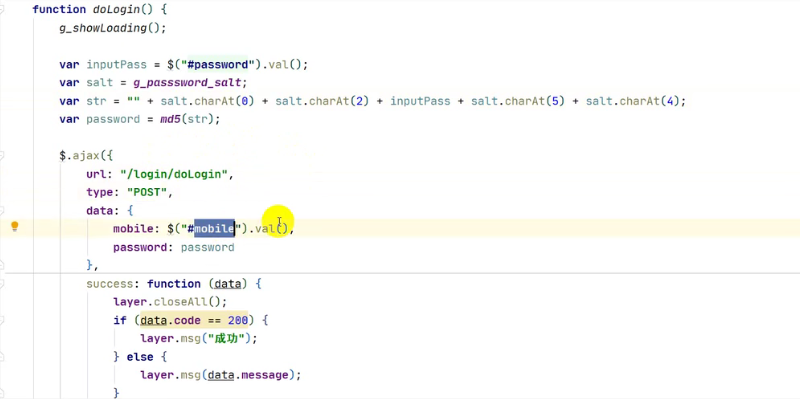 function doLogin() {
g_showLoading();
var inputPass = $("#password").val();
var salt = g_passsword_salt;
var str = "" + salt.charAt(0) + salt.charAt(2) + inputPass + salt.charAt(5) + salt.charAt(4);
var password = md5(str);
$.ajax({
url: "/login/doLogin",
type: "POST",
data: {
mobile: $("#mobile").val(),
password: password
},
success: function (data) {
layer.closeAll();
if (data.code == 200) {
layer.msg("成功");
} else {
layer.msg(data.message);
}